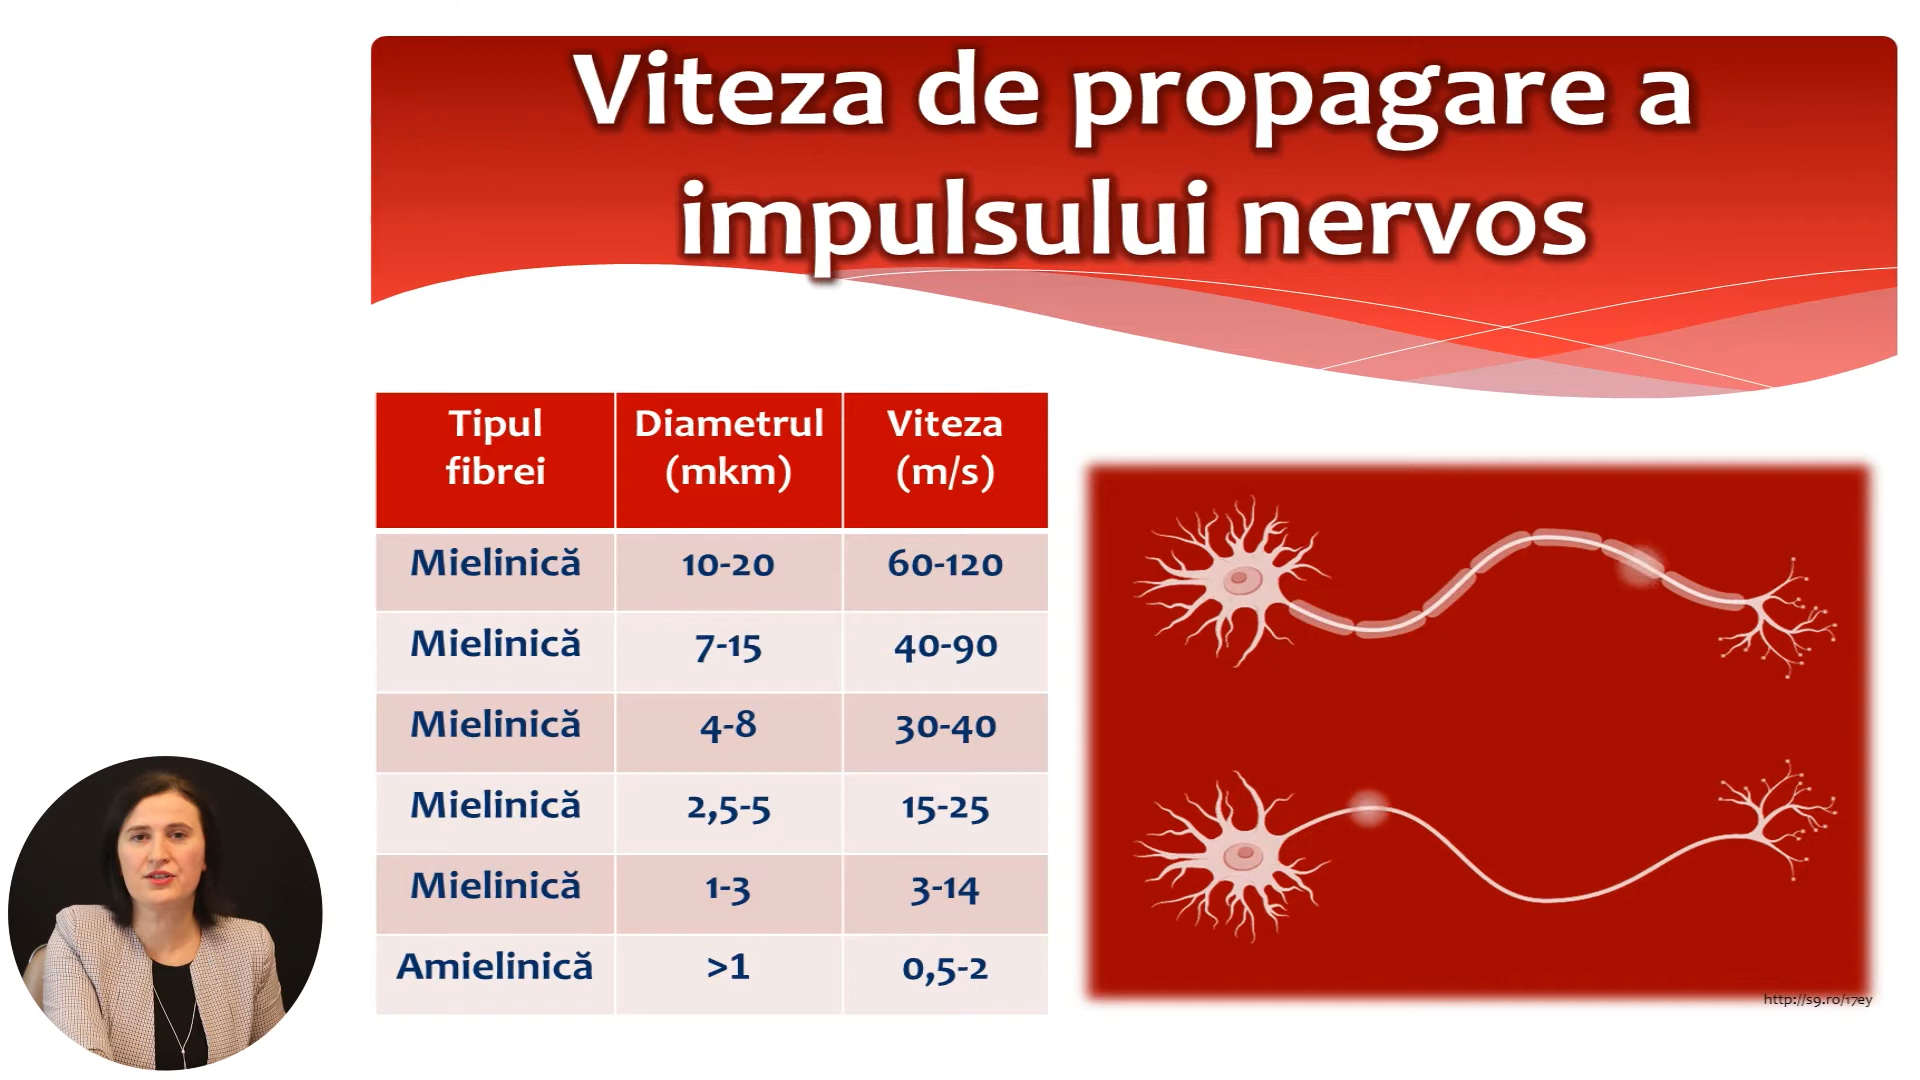 Viteza de propagare a
impulsului nervos
Tipul fibrei Diametrul (mkm) Viteza (m/s)
Mielinică 10-20 60-120
Mielinică 7-15 40-90
Mielinică 4-8 30-40
Mielinică 2,5-5 15-25
Mielinică 1-3 3-14
Amielinică >1 0,5-2
http://s9.ro/17ey